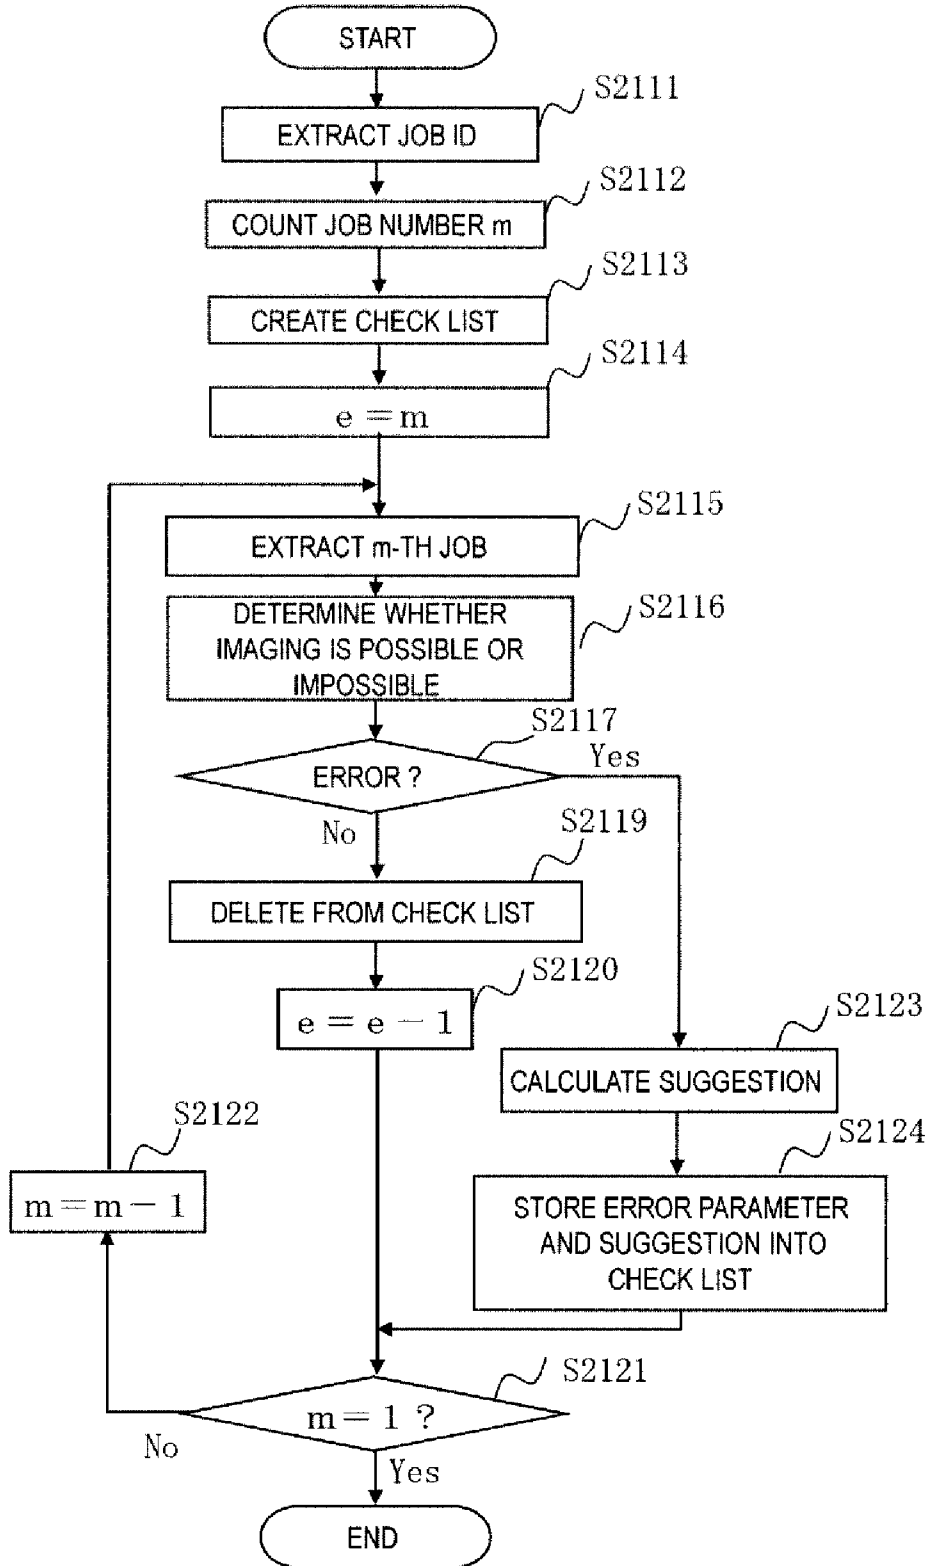 START
S2111
EXTRACT JOB ID
S2112
COUNT JOB NUMBER m
S2113
CREATE CHECK LIST
S2114
e = m
S2115
EXTRACT m-TH JOB
S2116
DETERMINE WHETHER
IMAGING IS POSSIBLE OR
IMPOSSIBLE
S2117
ERROR ?
Yes
No
S2119
DELETE FROM CHECK LIST
S2120
e = e - 1
S2123
CALCULATE SUGGESTION
S2122
m = m - 1
S2124
STORE ERROR PARAMETER
AND SUGGESTION INTO
CHECK LIST
S2121
m = 1 ?
No
Yes
END